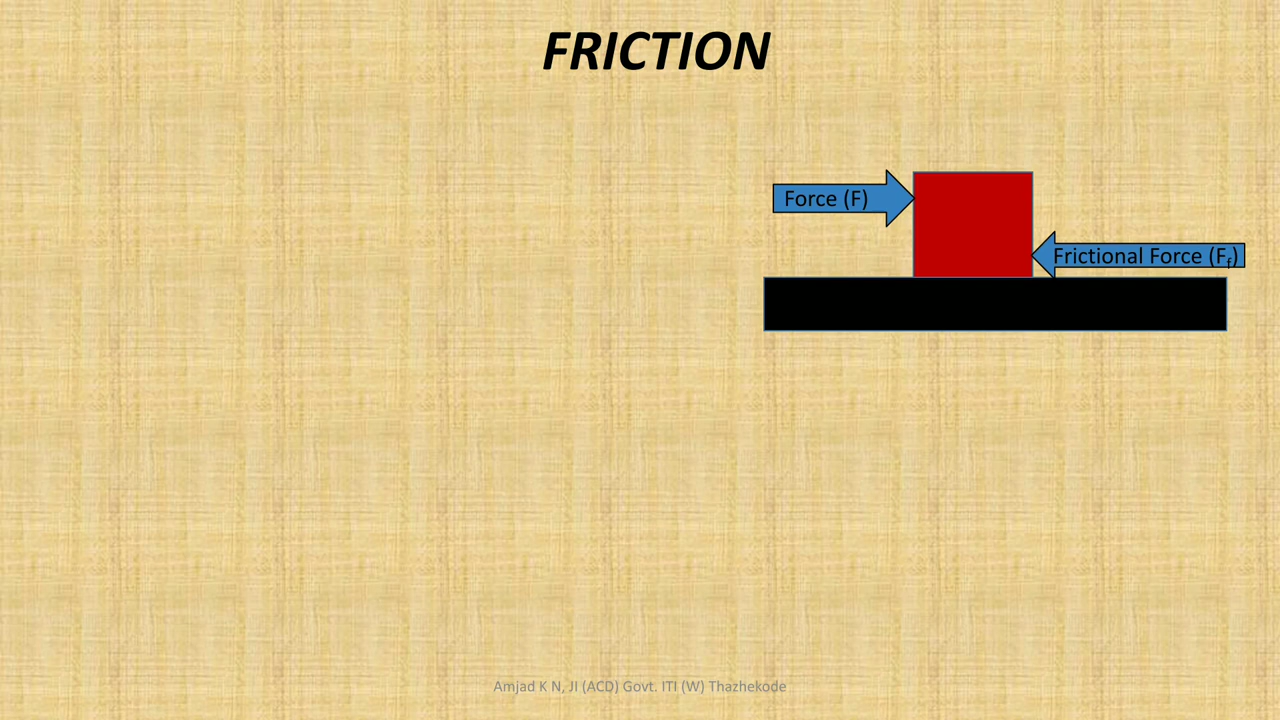 FRICTION
Force (F)
Frictional Force (Ff)
Amjad K N, JI (ACD) Govt. ITI (W) Thazhekode